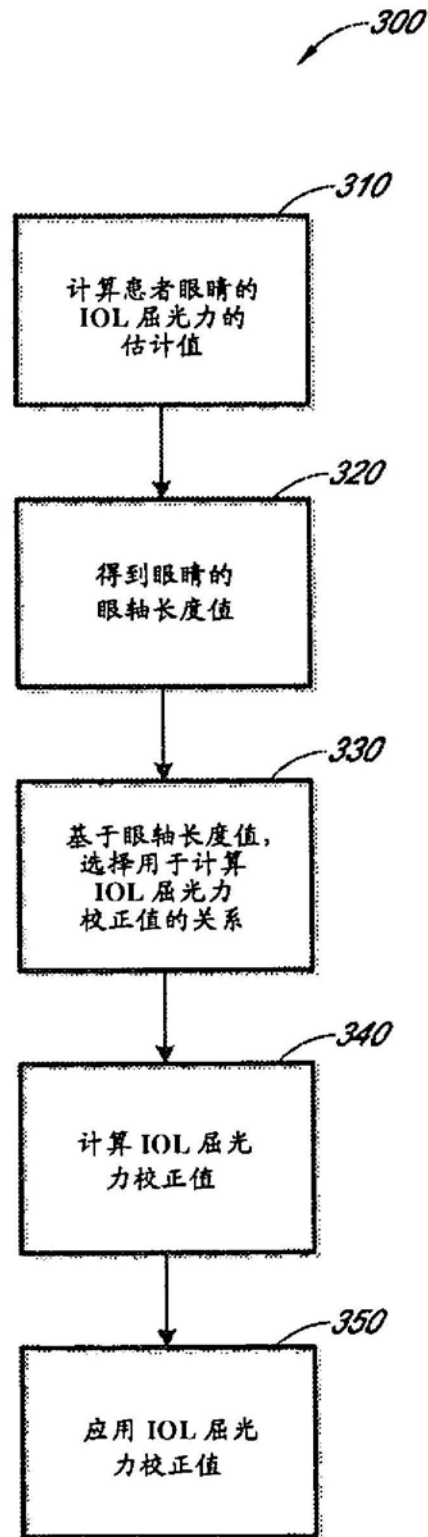 300
310
计算患者眼睛的
IOL 屈光力的
估计值
320
得到眼睛的
眼轴长度值
330
基于眼轴长度值,
选择用于计算
IOL 屈光力
校正值的关系
340
计算 IOL 屈光
力校正值
350
应用 IOL 屈光
力校正值